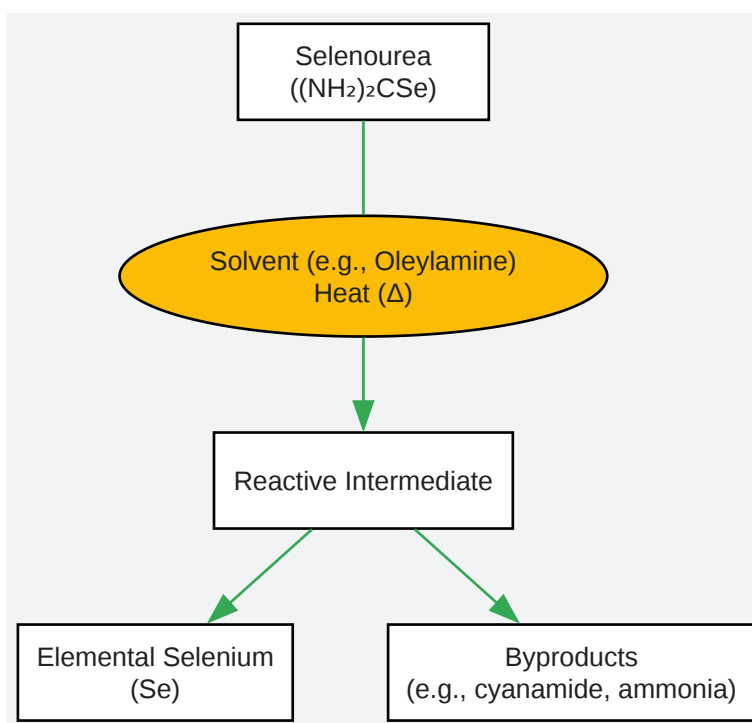 Selenourea
((NH₂)₂CSe)
Solvent (e.g., Oleylamine)
Heat (Δ)
Reactive Intermediate
Elemental Selenium
(Se)
Byproducts
(e.g., cyanamide, ammonia)